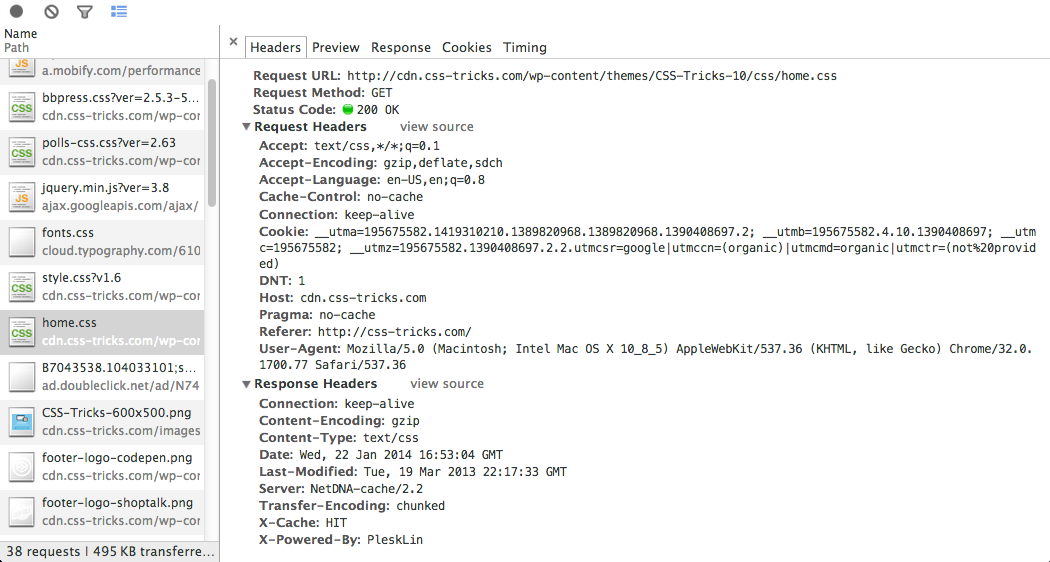 Name
Path
a.mobify.com/performance
JS
bbpress.css?ver=2.5.3-5...
CSS
cdn.css-tricks.com/wp-cor
polls-css.css?ver=2.63
CSS
cdn.css-tricks.com/wp-cor
jquery.min.js?ver=3.8
JS
ajax.googleapis.com/ajax/
fonts.css
cloud.typography.com/610
style.css?v1.6
CSS
cdn.css-tricks.com/wp-cor
home.css
CSS
cdn.css-tricks.com/wp-cor
B7043538.104033101;s...
ad.doubleclick.net/ad/N74
CSS-Tricks-600x500.png
cdn.css-tricks.com/images
footer-logo-codepen.png
cdn.css-tricks.com/wp-cor
footer-logo-shoptalk.png
cdn.css-tricks.com/wp-cor
38 requests | 495 KB transferre...
× Headers Preview Response Cookies Timing
Request URL: http://cdn.css-tricks.com/wp-content/themes/CSS-Tricks-10/css/home.css
Request Method: GET
Status Code: 200 OK
Request Headers view source
Accept: text/css,*/*;q=0.1
Accept-Encoding: gzip,deflate,sdch
Accept-Language: en-US,en;q=0.8
Cache-Control: no-cache
Connection: keep-alive
Cookie: __utma=195675582.1419310210.1389820968.1389820968.1390408697.2; __utmb=195675582.4.10.1390408697; __utm
c=195675582; __utmz=195675582.1390408697.2.2.utmcsr=google|utmccn=(organic)|utmcmd=organic|utmctr=(not%20provid
ed)
DNT: 1
Host: cdn.css-tricks.com
Pragma: no-cache
Referer: http://css-tricks.com/
User-Agent: Mozilla/5.0 (Macintosh; Intel Mac OS X 10_8_5) AppleWebKit/537.36 (KHTML, like Gecko) Chrome/32.0.
1700.77 Safari/537.36
Response Headers view source
Connection: keep-alive
Content-Encoding: gzip
Content-Type: text/css
Date: Wed, 22 Jan 2014 16:53:04 GMT
Last-Modified: Tue, 19 Mar 2013 22:17:33 GMT
Server: NetDNA-cache/2.2
Transfer-Encoding: chunked
X-Cache: HIT
X-Powered-By: PleskLin